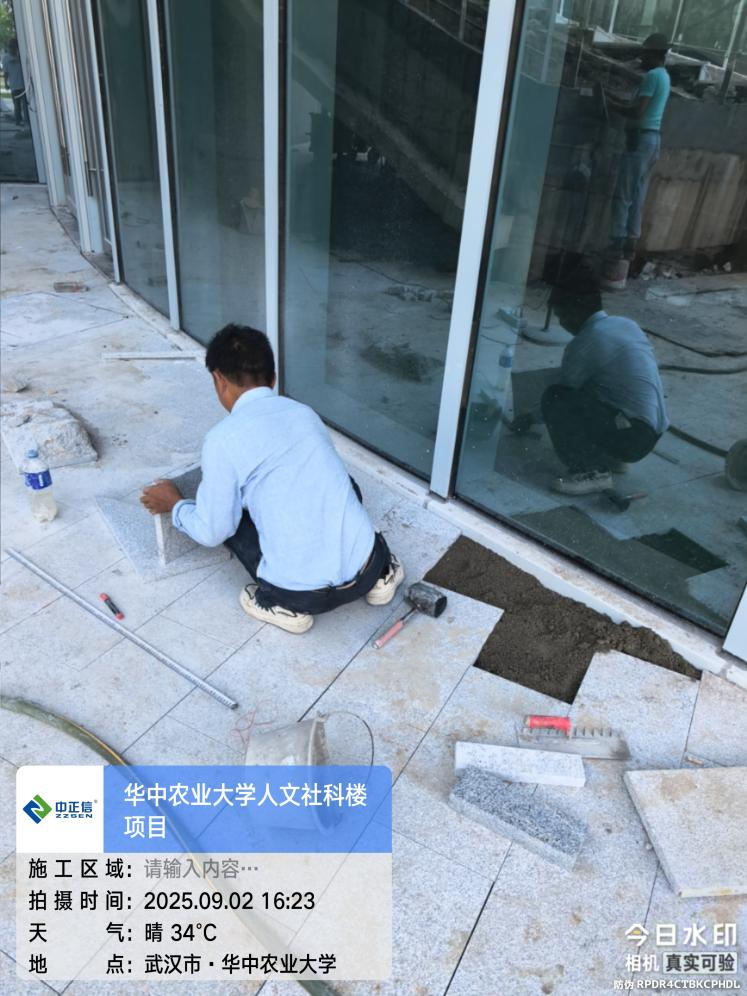 中正信®
ZZSEN
华中农业大学人文社科楼
项目
施工区域: 请输入内容…
拍摄时间: 2025.09.02 16:23
天气: 晴 34℃
地点: 武汉市·华中农业大学
今日水印
相机 真实可验
防伪 RPDR4CTBKCPHDL